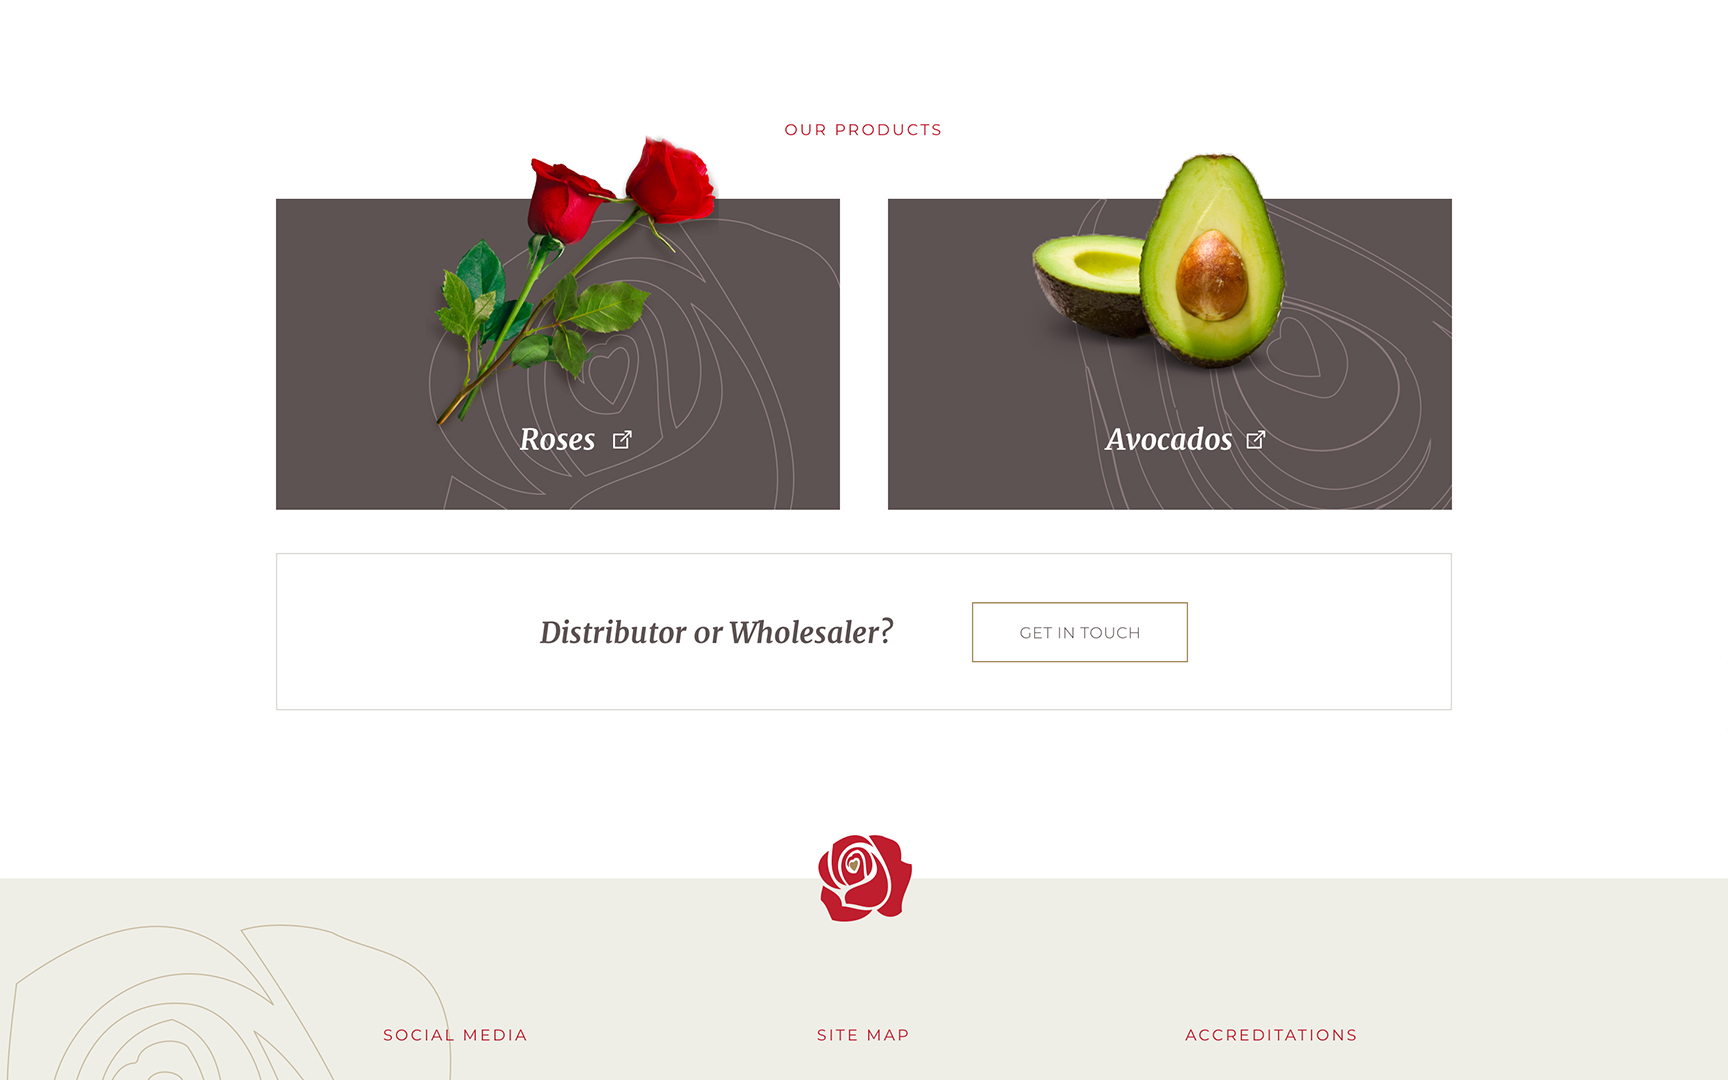 OUR PRODUCTS
Roses
Avocados
Distributor or Wholesaler?
GET IN TOUCH
SOCIAL MEDIA
SITE MAP
ACCREDITATIONS